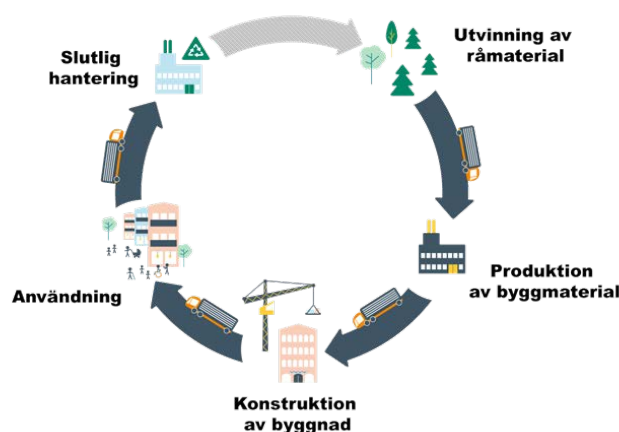 Slutlig
hantering
Utvinning av
råmaterial
Produktion
av byggmaterial
Användning
Konstruktion
av byggnad